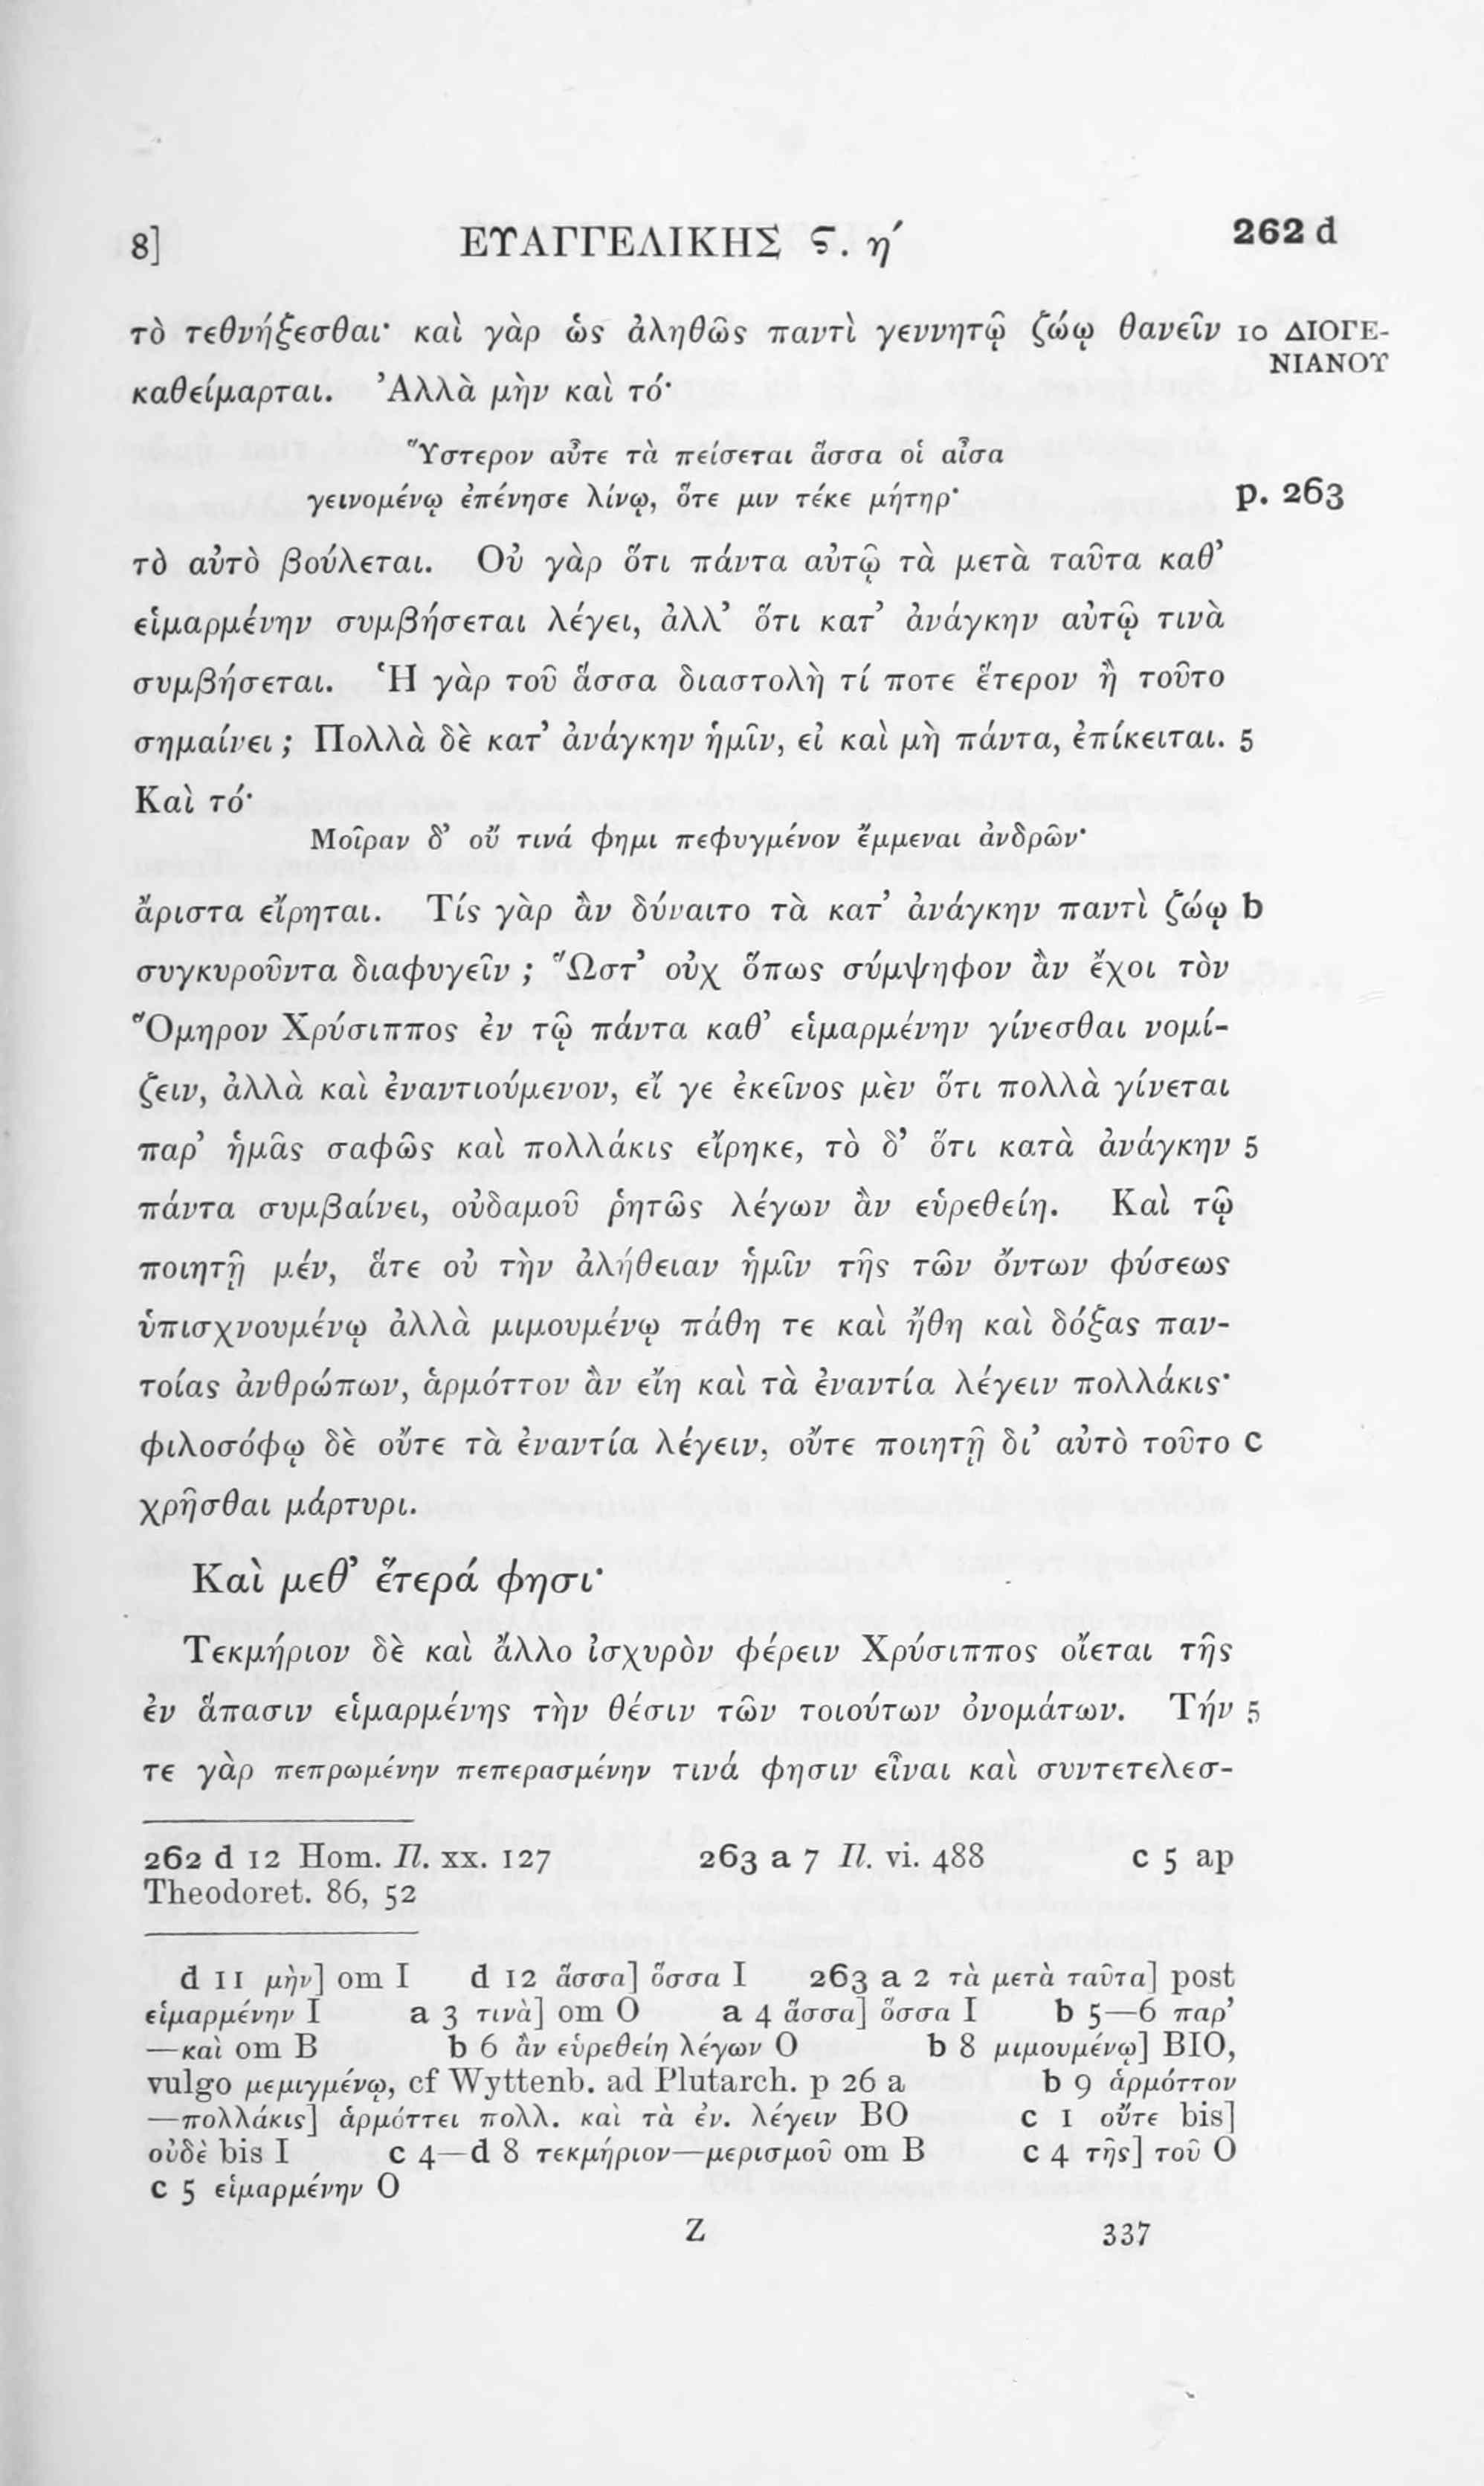 8] ΕΥΑΓΓΕΛΙΚΗΣ Ϛ. η΄ 262 d
τὸ τεθνήξεσθαι· καὶ γὰρ ὡς ἀληθῶς παντὶ γεννητῷ ζώῳ θανεῖν 10 ΔΙΟΓΕ-
ΝΙΑΝΟΥ
καθείμαρται. Ἀλλὰ μὴν καὶ τό·
Ὕστερον αὖτε τὰ πείσεται ἅσσα οἱ αἶσα
γεινομένῳ ἐπένησε λίνῳ, ὅτε μιν τέκε μήτηρ· p. 263
τὸ αὐτὸ βούλεται. Οὐ γὰρ ὅτι πάντα αὐτῷ τὰ μετὰ ταῦτα καθ’
εἱμαρμένην συμβήσεται λέγει, ἀλλ’ ὅτι κατ’ ἀνάγκην αὐτῷ τινὰ
συμβήσεται. Ἡ γὰρ τοῦ ἅσσα διαστολὴ τί ποτε ἕτερον ἢ τοῦτο
σημαίνει; Πολλὰ δὲ κατ’ ἀνάγκην ἡμῖν, εἰ καὶ μὴ πάντα, ἐπίκειται. 5
Καὶ τό·
Μοῖραν δ’ οὔ τινά φημι πεφυγμένον ἔμμεναι ἀνδρῶν·
ἄριστα εἴρηται. Τίς γὰρ ἂν δύναιτο τὰ κατ’ ἀνάγκην παντὶ ζώῳ b
συγκυροῦντα διαφυγεῖν; Ὥστ’ οὐχ ὅπως σύμψηφον ἂν ἔχοι τὸν
Ὅμηρον Χρύσιππος ἐν τῷ πάντα καθ’ εἱμαρμένην γίνεσθαι νομί-
ζειν, ἀλλὰ καὶ ἐναντιούμενον, εἴ γε ἐκεῖνος μὲν ὅτι πολλὰ γίνεται
παρ’ ἡμᾶς σαφῶς καὶ πολλάκις εἴρηκε, τὸ δ’ ὅτι κατὰ ἀνάγκην 5
πάντα συμβαίνει, οὐδαμοῦ ῥητῶς λέγων ἂν εὑρεθείη. Καὶ τῷ
ποιητῇ μέν, ἅτε οὐ τὴν ἀλήθειαν ἡμῖν τῆς τῶν ὄντων φύσεως
ὑπισχνουμένῳ ἀλλὰ μιμουμένῳ πάθη τε καὶ ἤθη καὶ δόξας παν-
τοίας ἀνθρώπων, ἁρμόττον ἂν εἴη καὶ τὰ ἐναντία λέγειν πολλάκις·
φιλοσόφῳ δὲ οὔτε τὰ ἐναντία λέγειν, οὔτε ποιητῇ δι’ αὐτὸ τοῦτο c
χρῆσθαι μάρτυρι.
Καὶ μεθ’ ἕτερά φησι·
Τεκμήριον δὲ καὶ ἄλλο ἰσχυρὸν φέρειν Χρύσιππος οἴεται τῆς
ἐν ἅπασιν εἱμαρμένης τὴν θέσιν τῶν τοιούτων ὀνομάτων. Τήν 5
τε γὰρ πεπρωμένην πεπερασμένην τινά φησιν εἶναι καὶ συντετελεσ-
262 d 12 Hom. Il. xx. 127 263 a 7 Il. vi. 488 c 5 ap
Theodoret. 86, 52
d 11 μὴν] om I d 12 ἅσσα] ὅσσα I 263 a 2 τὰ μετὰ ταῦτα] post
εἱμαρμένην I a 3 τινὰ] om O a 4 ἅσσα] ὅσσα I b 5—6 παρ’
—καὶ om B b 6 ἂν εὑρεθείη λέγων O b 8 μιμουμένῳ] BIO,
vulgo μεμιγμένῳ, cf Wyttenb. ad Plutarch. p 26 a b 9 ἁρμόττον
—πολλάκις] ἁρμόττει πολλ. καὶ τὰ ἐν. λέγειν BO c 1 οὔτε bis]
οὐδὲ bis I c 4—d 8 τεκμήριον—μερισμοῦ om B c 4 τῆς] τοῦ O
c 5 εἱμαρμένην O
Z 337